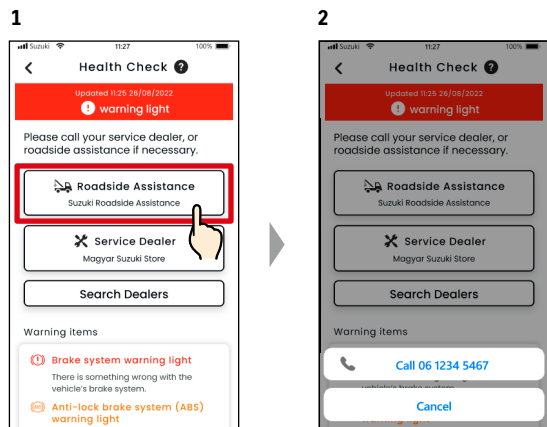 1
Suzuki 11:27 100%
Health Check ?
Updated 11:25 26/08/2022
! warning light
Please call your service dealer, or
roadside assistance if necessary.
Roadside Assistance
Suzuki Roadside Assistance
Service Dealer
Magyar Suzuki Store
Search Dealers
Warning items
Brake system warning light
There is something wrong with the
vehicle's brake system.
Anti-lock brake system (ABS)
warning light
2
Suzuki 11:27 100%
Health Check ?
Updated 11:25 26/08/2022
! warning light
Please call your service dealer, or
roadside assistance if necessary.
Roadside Assistance
Suzuki Roadside Assistance
Service Dealer
Magyar Suzuki Store
Search Dealers
Warning items
Call 06 1234 5467
vehicle's brake system.
Cancel
warning light